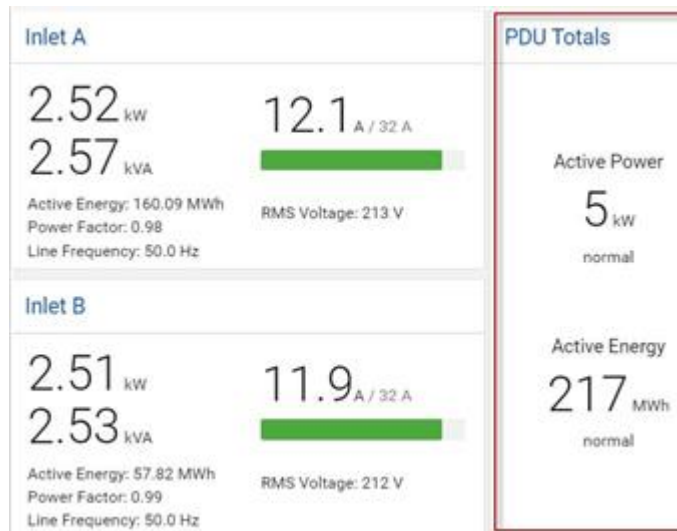 Inlet A
2.52 kW
2.57 kVA
Active Energy: 160.09 MWh
Power Factor: 0.98
Line Frequency: 50.0 Hz
12.1 A / 32 A
RMS Voltage: 213 V
Inlet B
2.51 kW
2.53 kVA
Active Energy: 57.82 MWh
Power Factor: 0.99
Line Frequency: 50.0 Hz
11.9 A / 32 A
RMS Voltage: 212 V
PDU Totals
Active Power
5 kW
normal
Active Energy
217 MWh
normal